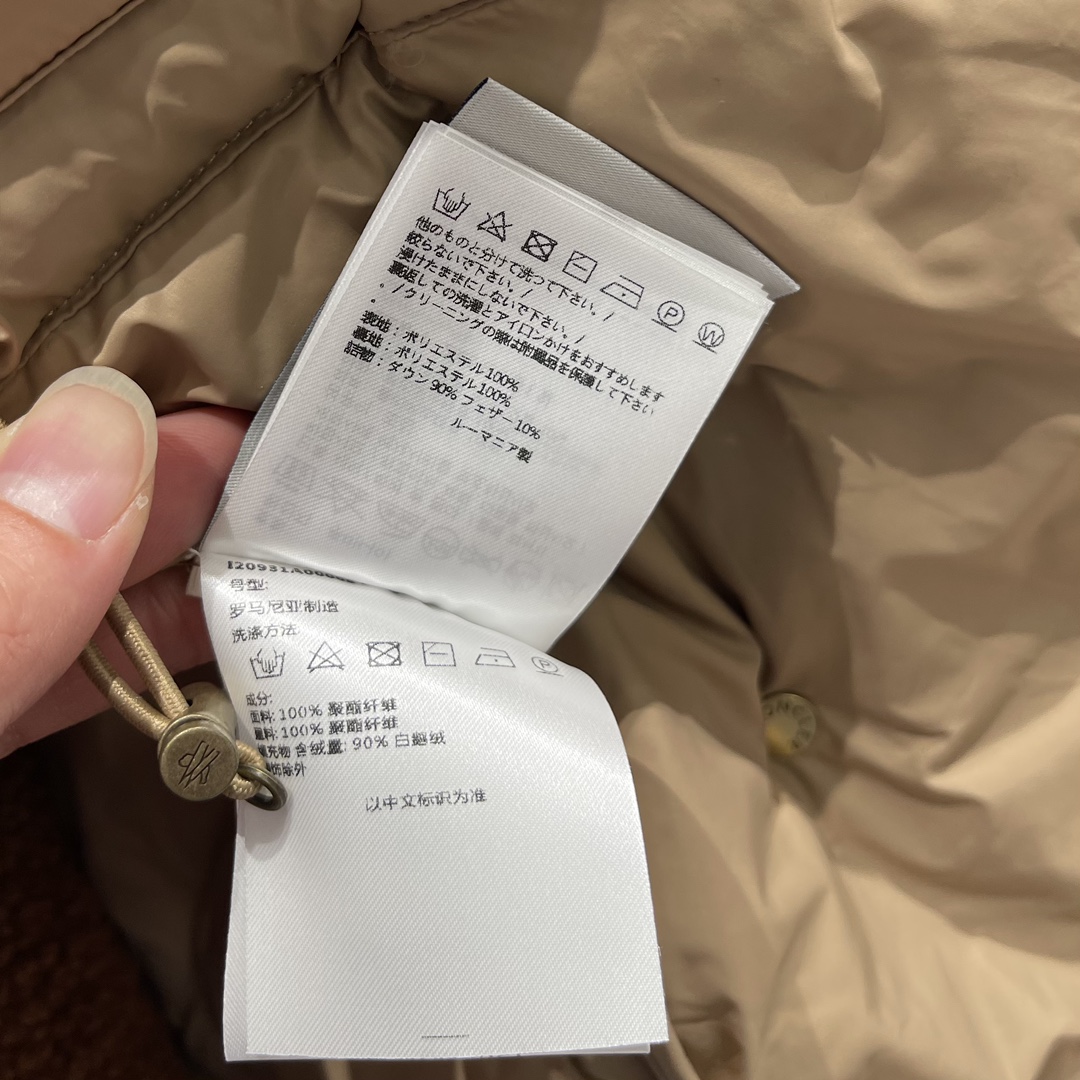 他のものと分けて洗って下さい。/
絞らないで下さい。/
浸けたままにしないで下さい。/
裏返しての洗濯とアイロンかけをおすすめします
。/クリーニングの際は附属品を保護して下さい
。
表地:ポリエステル100%
裏地:ポリエステル100%
詰物:ダウン 90% フェザー 10%
ルーマニア製
号型:
罗马尼亚制造
洗涤方法
P
W
P
成分:
面料: 100% 聚酯纤维
里料: 100% 聚酯纤维
填充物 含绒量: 90% 白鹅绒
饰除外
以中文标识为准